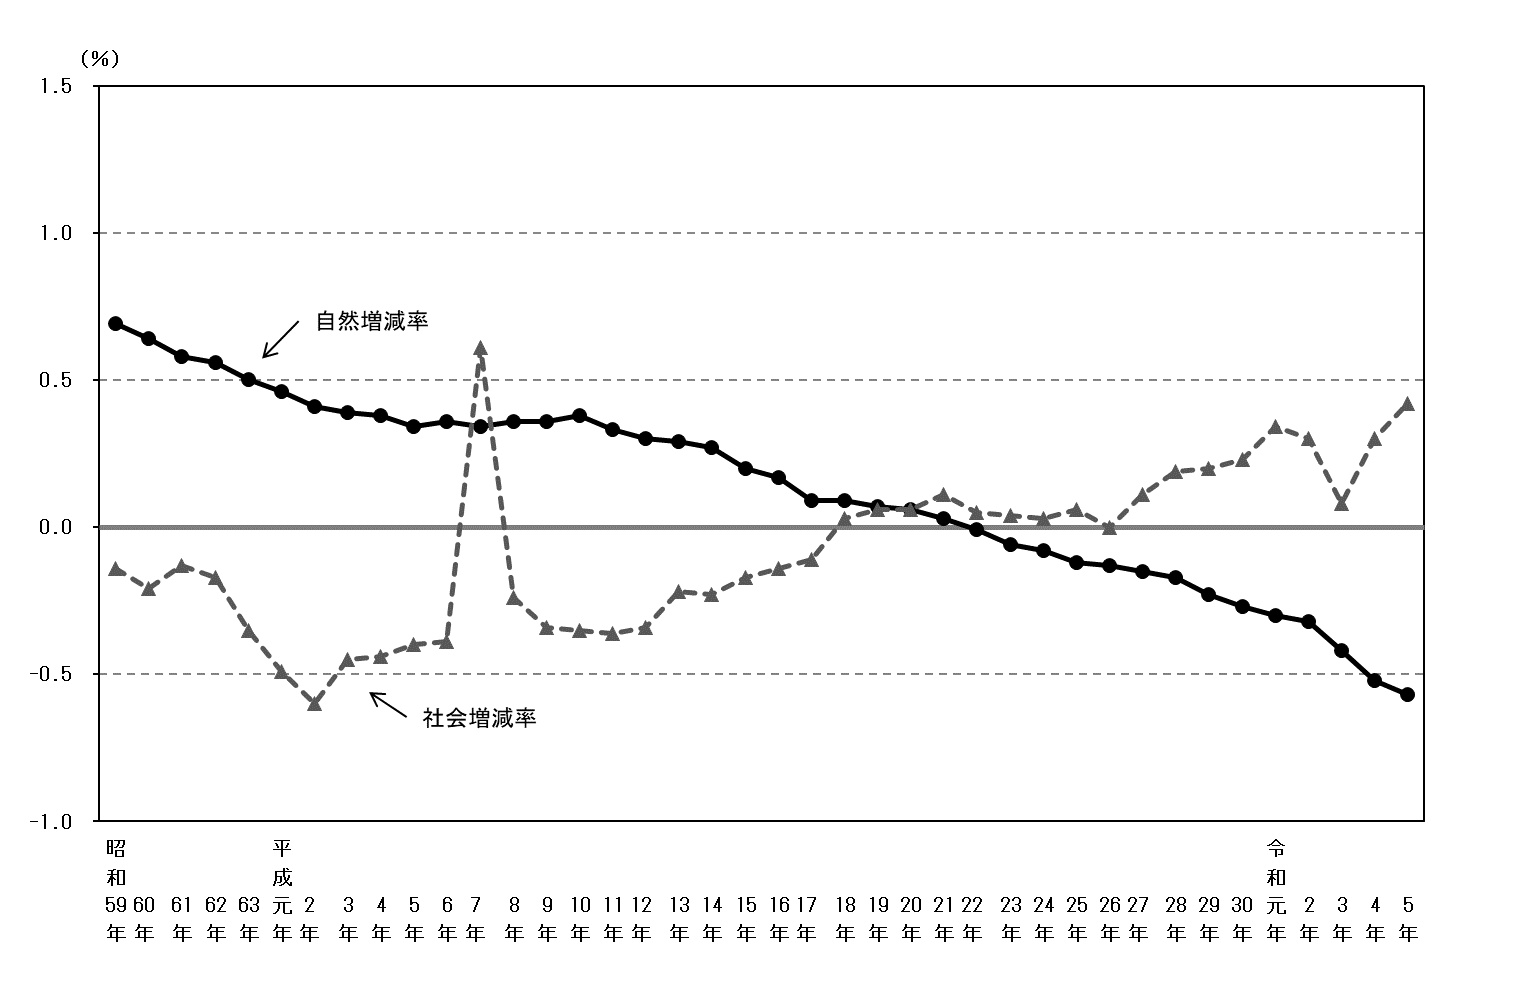 (%)
1.5
1.0
0.5
0.0
-0.5
-1.0
自然増減率
社会増減率
昭和59年
60年
61年
62年
63年
平成元年
2年
3年
4年
5年
6年
7年
8年
9年
10年
11年
12年
13年
14年
15年
16年
17年
18年
19年
20年
21年
22年
23年
24年
25年
26年
27年
28年
29年
30年
令和元年
2年
3年
4年
5年